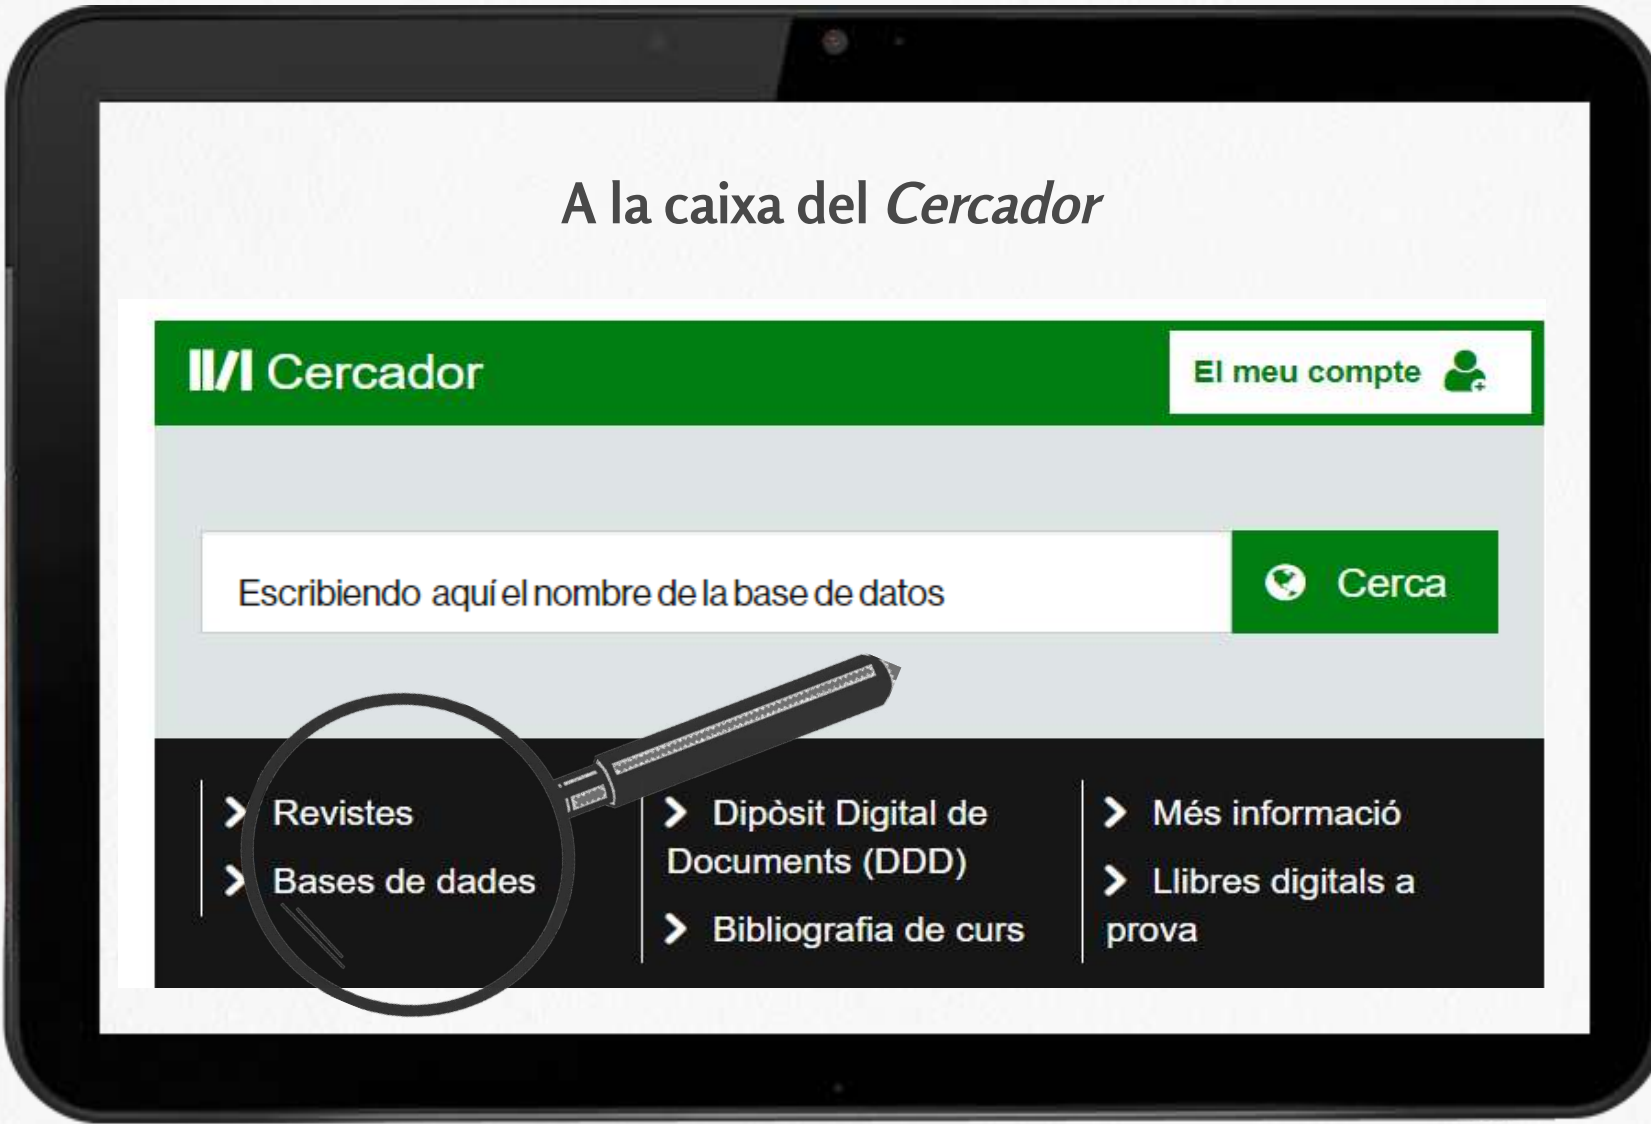 A la caixa del Cercador
Cercador
El meu compte
Escribiendo aquí el nombre de la base de datos
Cerca
Revistes
Bases de dades
Dipòsit Digital de
Documents (DDD)
Bibliografia de curs
Més informació
Llibres digitals a
prova